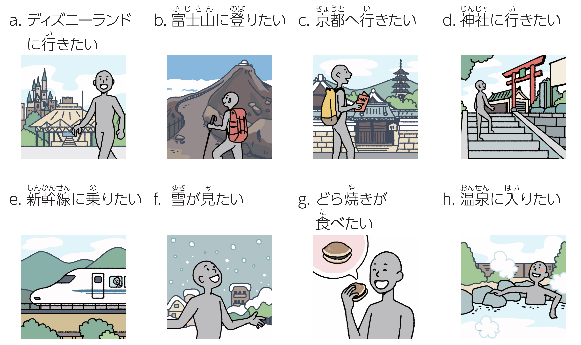 a. ディズニーランド
に行きたい
b. 富士山に登りたい
c. 京都へ行きたい
d. 神社に行きたい
e. 新幹線に乗りたい
f. 雪が見たい
g. どら焼きが
食べたい
h. 温泉に入りたい